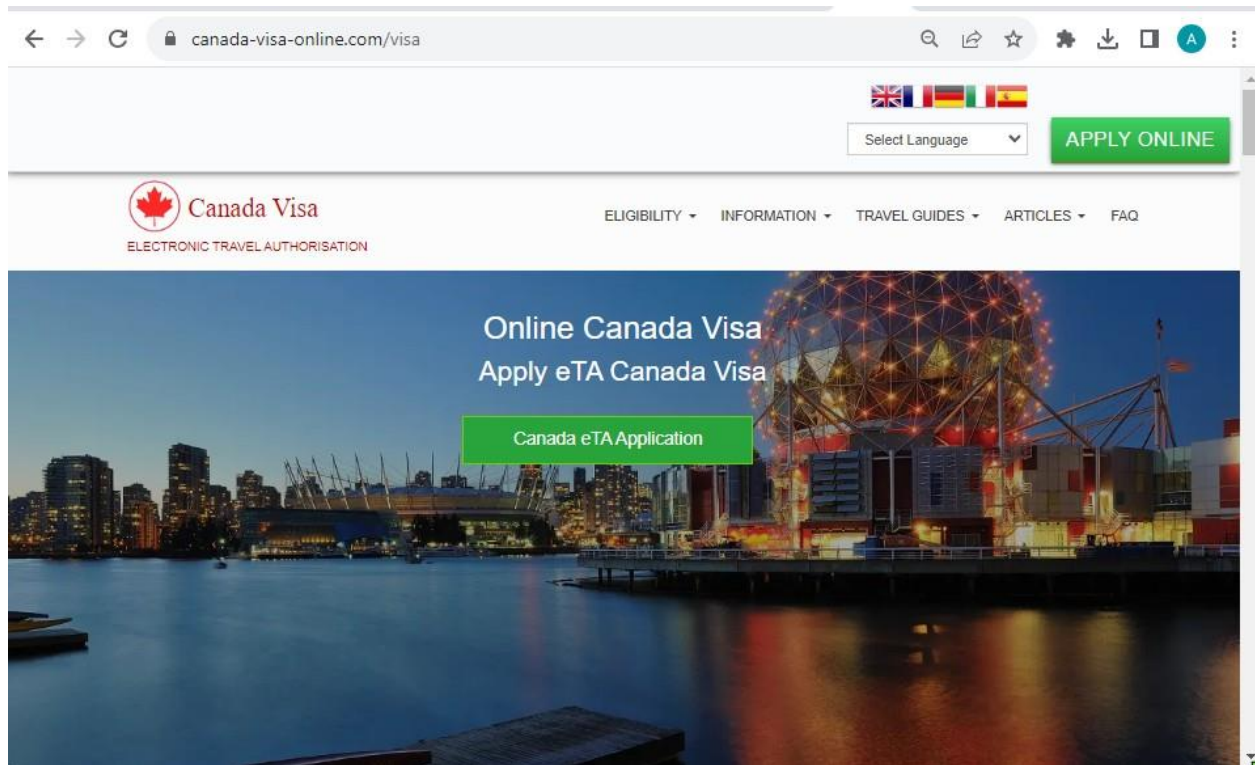 canada-visa-online.com/visa
A
Select Language
APPLY ONLINE
Canada Visa
ELECTRONIC TRAVEL AUTHORISATION
ELIGIBILITY
INFORMATION
TRAVEL GUIDES
ARTICLES
FAQ
Online Canada Visa
Apply eTA Canada Visa
Canada eTA Application